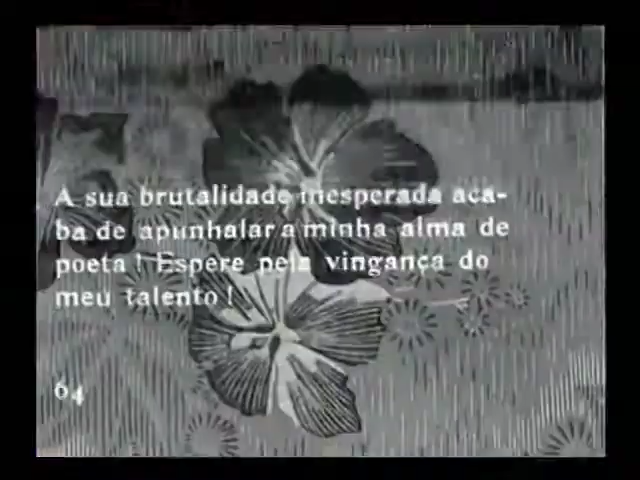 A sua brutalidade inesperada aca-
ba de apunhalar a minha alma de
poeta ! Espere pela vingança do
meu talento !
64